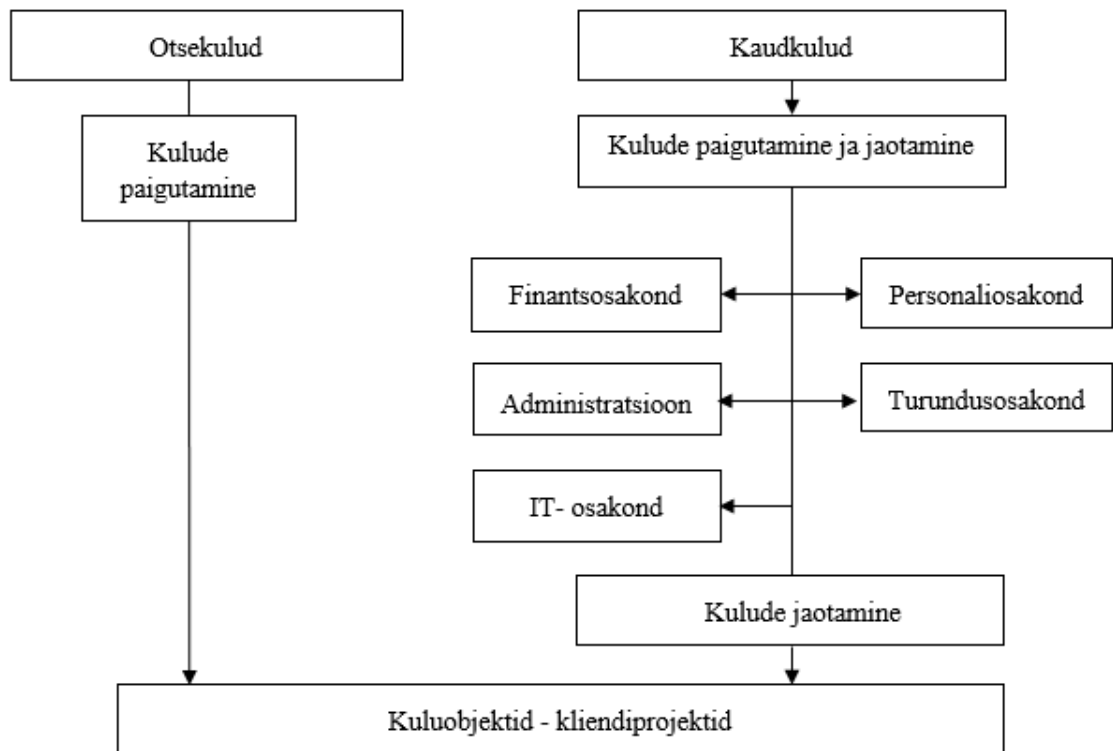 Otsekulud
Kaudkulud
Kulude
paigutamine
Kulude paigutamine ja jaotamine
Finantsosakond
Personaliosakond
Administratsioon
Turundusosakond
IT- osakond
Kulude jaotamine
Kuluobjektid - kliendiprojektid